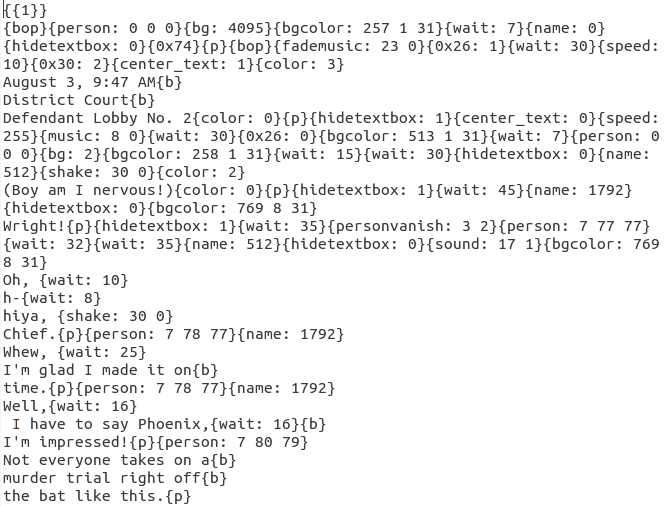 {{1}}
{bop}{person: 0 0 0}{bg: 4095}{bgcolor: 257 1 31}{wait: 7}{name: 0}
{hidetextbox: 0}{0x74}{p}{bop}{fademusic: 23 0}{0x26: 1}{wait: 30}{speed:
10}{0x30: 2}{center_text: 1}{color: 3}
August 3, 9:47 AM{b}
District Court{b}
Defendant Lobby No. 2{color: 0}{p}{hidetextbox: 1}{center_text: 0}{speed:
255}{music: 8 0}{wait: 30}{0x26: 0}{bgcolor: 513 1 31}{wait: 7}{person: 0
0 0}{bg: 2}{bgcolor: 258 1 31}{wait: 15}{wait: 30}{hidetextbox: 0}{name:
512}{shake: 30 0}{color: 2}
(Boy am I nervous!){color: 0}{p}{hidetextbox: 1}{wait: 45}{name: 1792}
{hidetextbox: 0}{bgcolor: 769 8 31}
Wright!{p}{hidetextbox: 1}{wait: 35}{personvanish: 3 2}{person: 7 77 77}
{wait: 32}{wait: 35}{name: 512}{hidetextbox: 0}{sound: 17 1}{bgcolor: 769
8 31}
Oh, {wait: 10}
h-{wait: 8}
hiya, {shake: 30 0}
Chief.{p}{person: 7 78 77}{name: 1792}
Whew, {wait: 25}
I'm glad I made it on{b}
time.{p}{person: 7 78 77}{name: 1792}
Well,{wait: 16}
I have to say Phoenix,{wait: 16}{b}
I'm impressed!{p}{person: 7 80 79}
Not everyone takes on a{b}
murder trial right off{b}
the bat like this.{p}